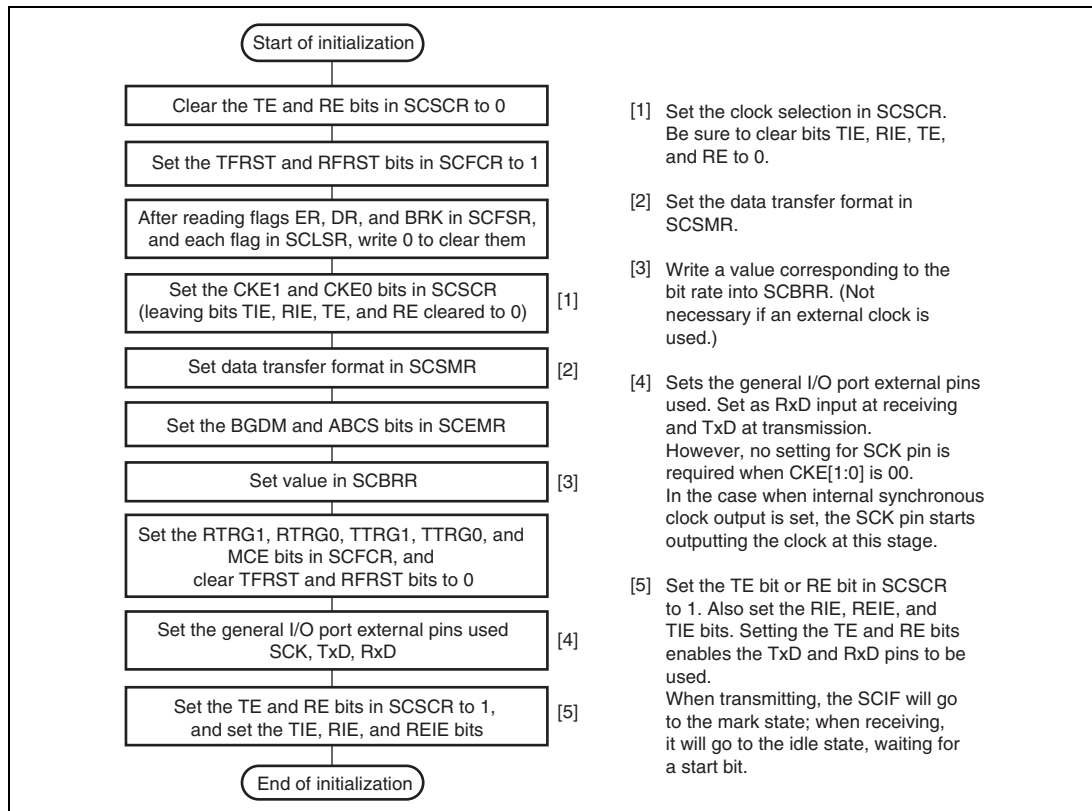 Start of initialization
Clear the TE and RE bits in SCSCR to 0
Set the TFRST and RFRST bits in SCFCR to 1
After reading flags ER, DR, and BRK in SCFSR,
and each flag in SCLSR, write 0 to clear them
Set the CKE1 and CKE0 bits in SCSCR
(leaving bits TIE, RIE, TE, and RE cleared to 0)
[1]
Set data transfer format in SCSMR
[2]
Set the BGDM and ABCS bits in SCEMR
Set value in SCBRR
[3]
Set the RTRG1, RTRG0, TTRG1, TTRG0, and
MCE bits in SCFCR, and
clear TFRST and RFRST bits to 0
Set the general I/O port external pins used
SCK, TxD, RxD
[4]
Set the TE and RE bits in SCSCR to 1,
and set the TIE, RIE, and REIE bits
[5]
End of initialization
[1] Set the clock selection in SCSCR.
Be sure to clear bits TIE, RIE, TE,
and RE to 0.
[2] Set the data transfer format in
SCSMR.
[3] Write a value corresponding to the
bit rate into SCBRR. (Not
necessary if an external clock is
used.)
[4] Sets the general I/O port external pins
used. Set as RxD input at receiving
and TxD at transmission.
However, no setting for SCK pin is
required when CKE[1:0] is 00.
In the case when internal synchronous
clock output is set, the SCK pin starts
outputting the clock at this stage.
[5] Set the TE bit or RE bit in SCSCR
to 1. Also set the RIE, REIE, and
TIE bits. Setting the TE and RE bits
enables the TxD and RxD pins to be
used.
When transmitting, the SCIF will go
to the mark state; when receiving,
it will go to the idle state, waiting for
a start bit.